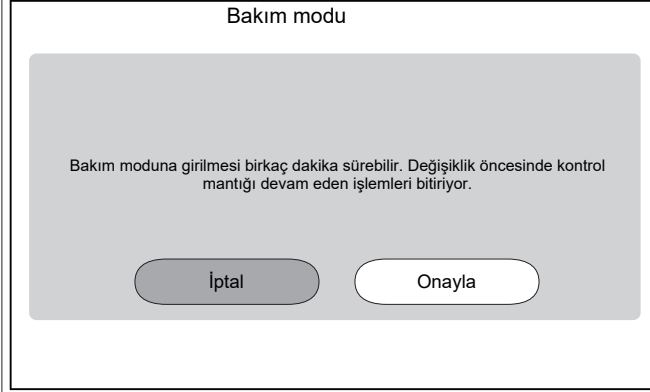 Bakım modu
Bakım moduna girilmesi birkaç dakika sürebilir. Değişiklik öncesinde kontrol
mantığı devam eden işlemleri bitiriyor.
İptal
Onayla